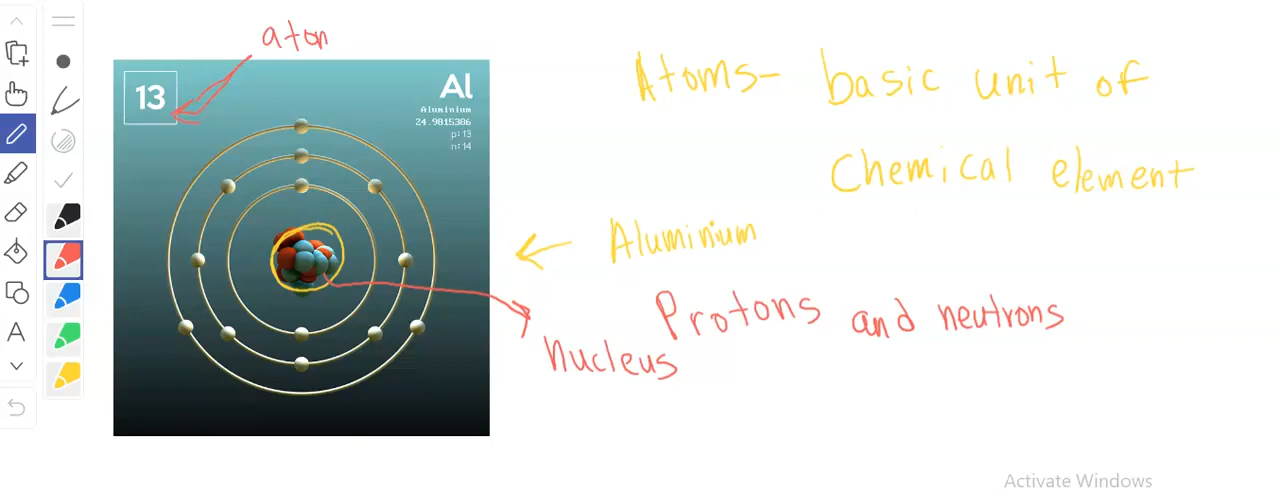 aton
13
Al
Aluminium
24.9815386
p: 13
n: 14
Atoms- basic unit of
Chemical element
Aluminium
Protons and neutrons
nucleus
A
Activate Windows